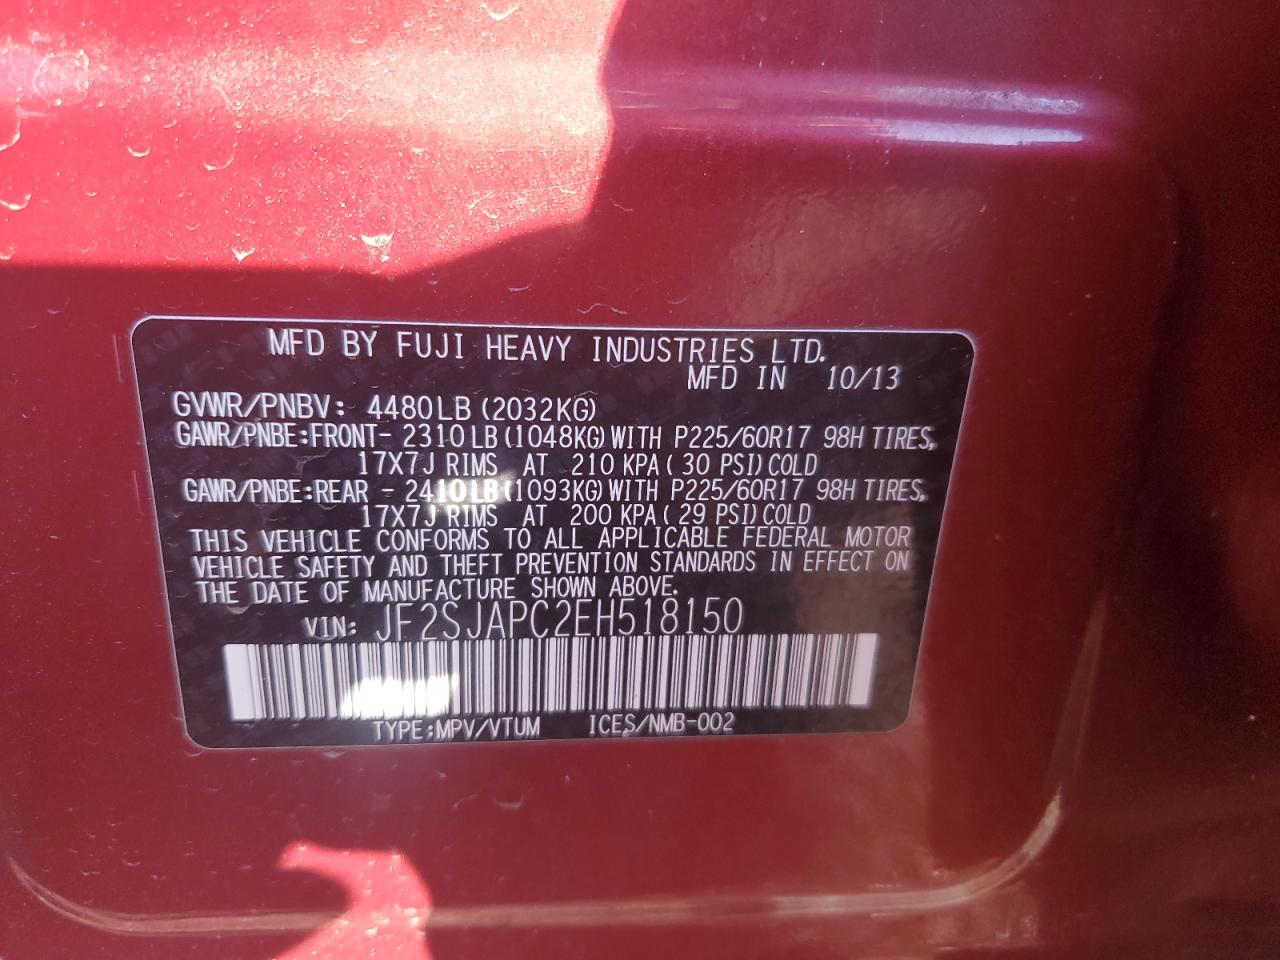 MFD BY FUJI HEAVY INDUSTRIES LTD.
MFD IN 10/13
GVWR/PNBV: 4480LB (2032KG)
GAWR/PNBE:FRONT- 2310 LB (1048KG) WITH P225/60R17 98H TIRES,
17X7J RIMS AT 210 KPA ( 30 PSI) COLD
GAWR/PNBE:REAR - 2410 LB (1093KG) WITH P225/60R17 98H TIRES,
17X7J RIMS AT 200 KPA ( 29 PSI) COLD
THIS VEHICLE CONFORMS TO ALL APPLICABLE FEDERAL MOTOR
VEHICLE SAFETY AND THEFT PREVENTION STANDARDS IN EFFECT ON
THE DATE OF MANUFACTURE SHOWN ABOVE.
VIN: JF2SJAPC2EH518150
TYPE:MPV/VTUM ICES/NMB-002